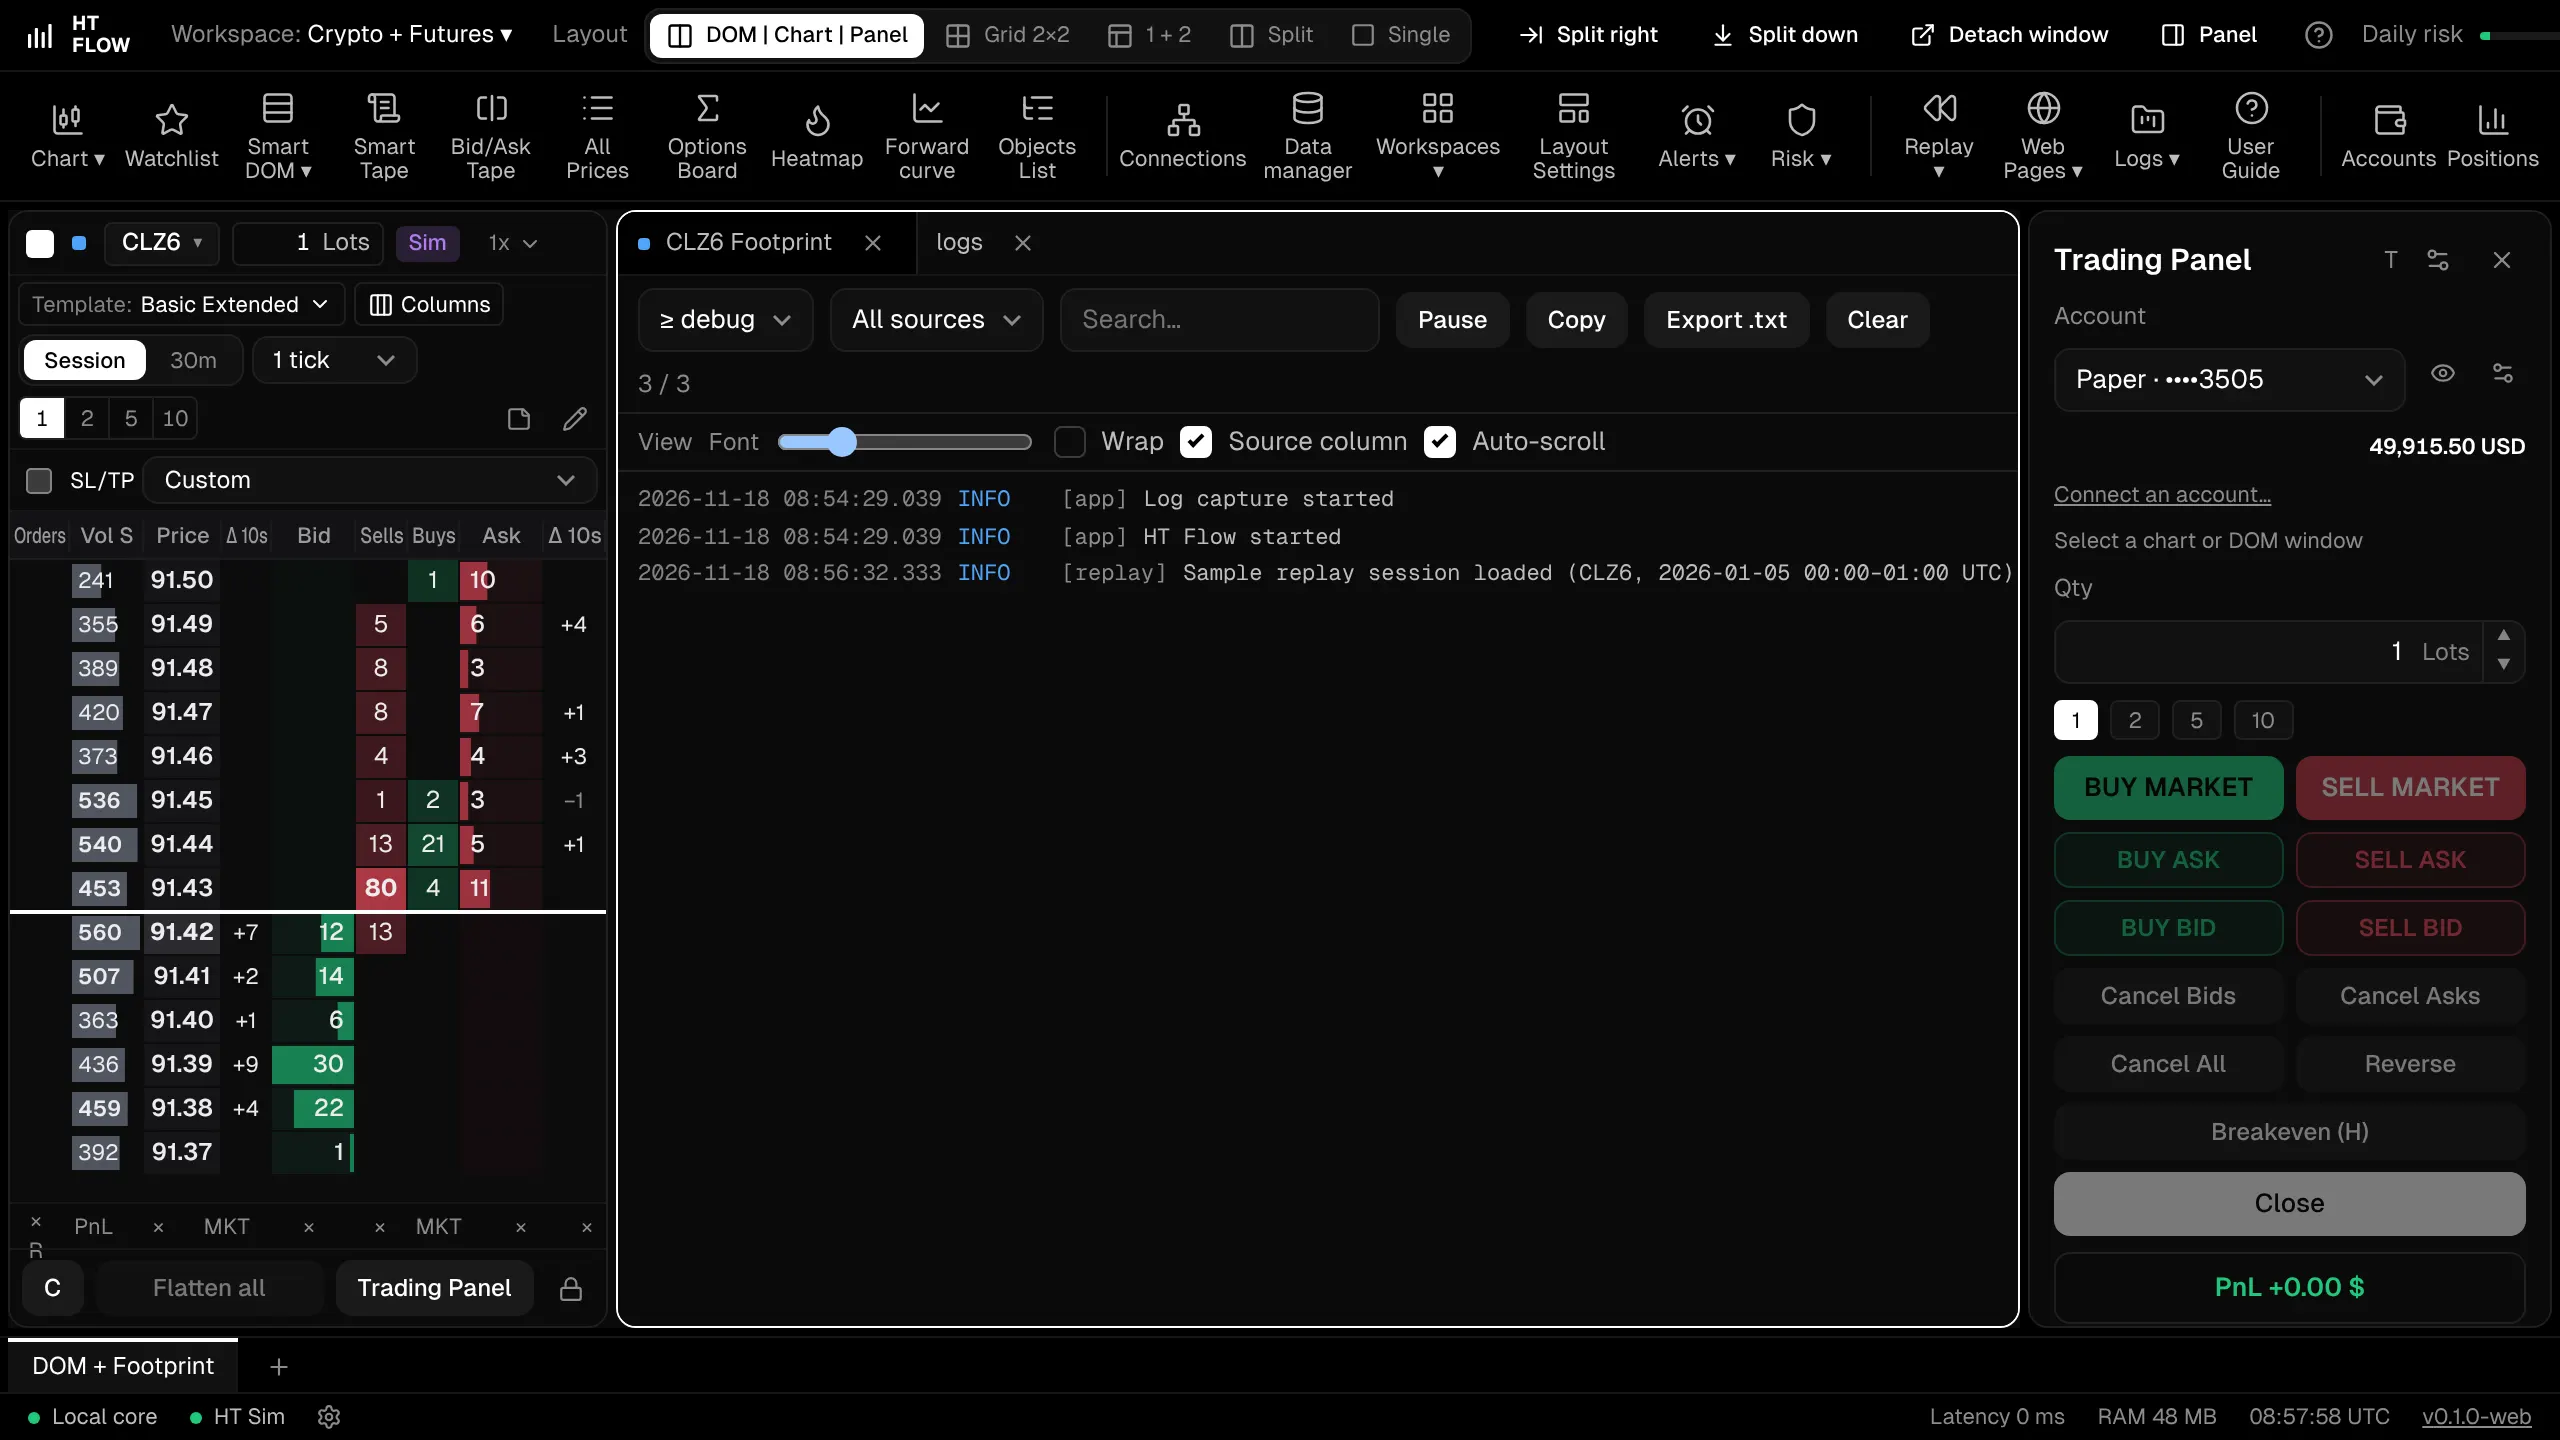 HT FLOW
Workspace: Crypto + Futures ▾
Layout
DOM | Chart | Panel
Grid 2×2
1 + 2
Split
Single
Split right
Split down
Detach window
Panel
Daily risk
Chart ▾
Watchlist
Smart DOM ▾
Smart Tape
Bid/Ask Tape
All Prices
Options Board
Heatmap
Forward curve
Objects List
Connections
Data manager
Workspaces ▾
Layout Settings
Alerts ▾
Risk ▾
Replay ▾
Web Pages ▾
Logs ▾
User Guide
Accounts
Positions
CLZ6 ▾
1 Lots
Sim
1x
Template: Basic Extended
Columns
Session
30m
1 tick
1 2 5 10
SL/TP
Custom
Orders Vol S Price Δ 10s Bid Sells Buys Ask Δ 10s
241 91.50 1 10
355 91.49 5 6 +4
389 91.48 8 3
420 91.47 8 7 +1
373 91.46 4 4 +3
536 91.45 1 2 3 −1
540 91.44 13 21 5 +1
453 91.43 80 4 11
560 91.42 +7 12 13
507 91.41 +2 14
363 91.40 +1 6
436 91.39 +9 30
459 91.38 +4 22
392 91.37 1
× PnL × MKT × × MKT × ×
C
Flatten all
Trading Panel
CLZ6 Footprint ×
logs ×
≥ debug
All sources
Search…
Pause
Copy
Export .txt
Clear
3 / 3
View Font
Wrap
Source column
Auto-scroll
2026-11-18 08:54:29.039 INFO [app] Log capture started
2026-11-18 08:54:29.039 INFO [app] HT Flow started
2026-11-18 08:56:32.333 INFO [replay] Sample replay session loaded (CLZ6, 2026-01-05 00:00-01:00 UTC)
Trading Panel
T
Account
Paper · ••••3505
49,915.50 USD
Connect an account…
Select a chart or DOM window
Qty
1 Lots
1 2 5 10
BUY MARKET
SELL MARKET
BUY ASK
SELL ASK
BUY BID
SELL BID
Cancel Bids
Cancel Asks
Cancel All
Reverse
Breakeven (H)
Close
PnL +0.00 $
DOM + Footprint
+
Local core
HT Sim
Latency 0 ms
RAM 48 MB
08:57:58 UTC
v0.1.0-web